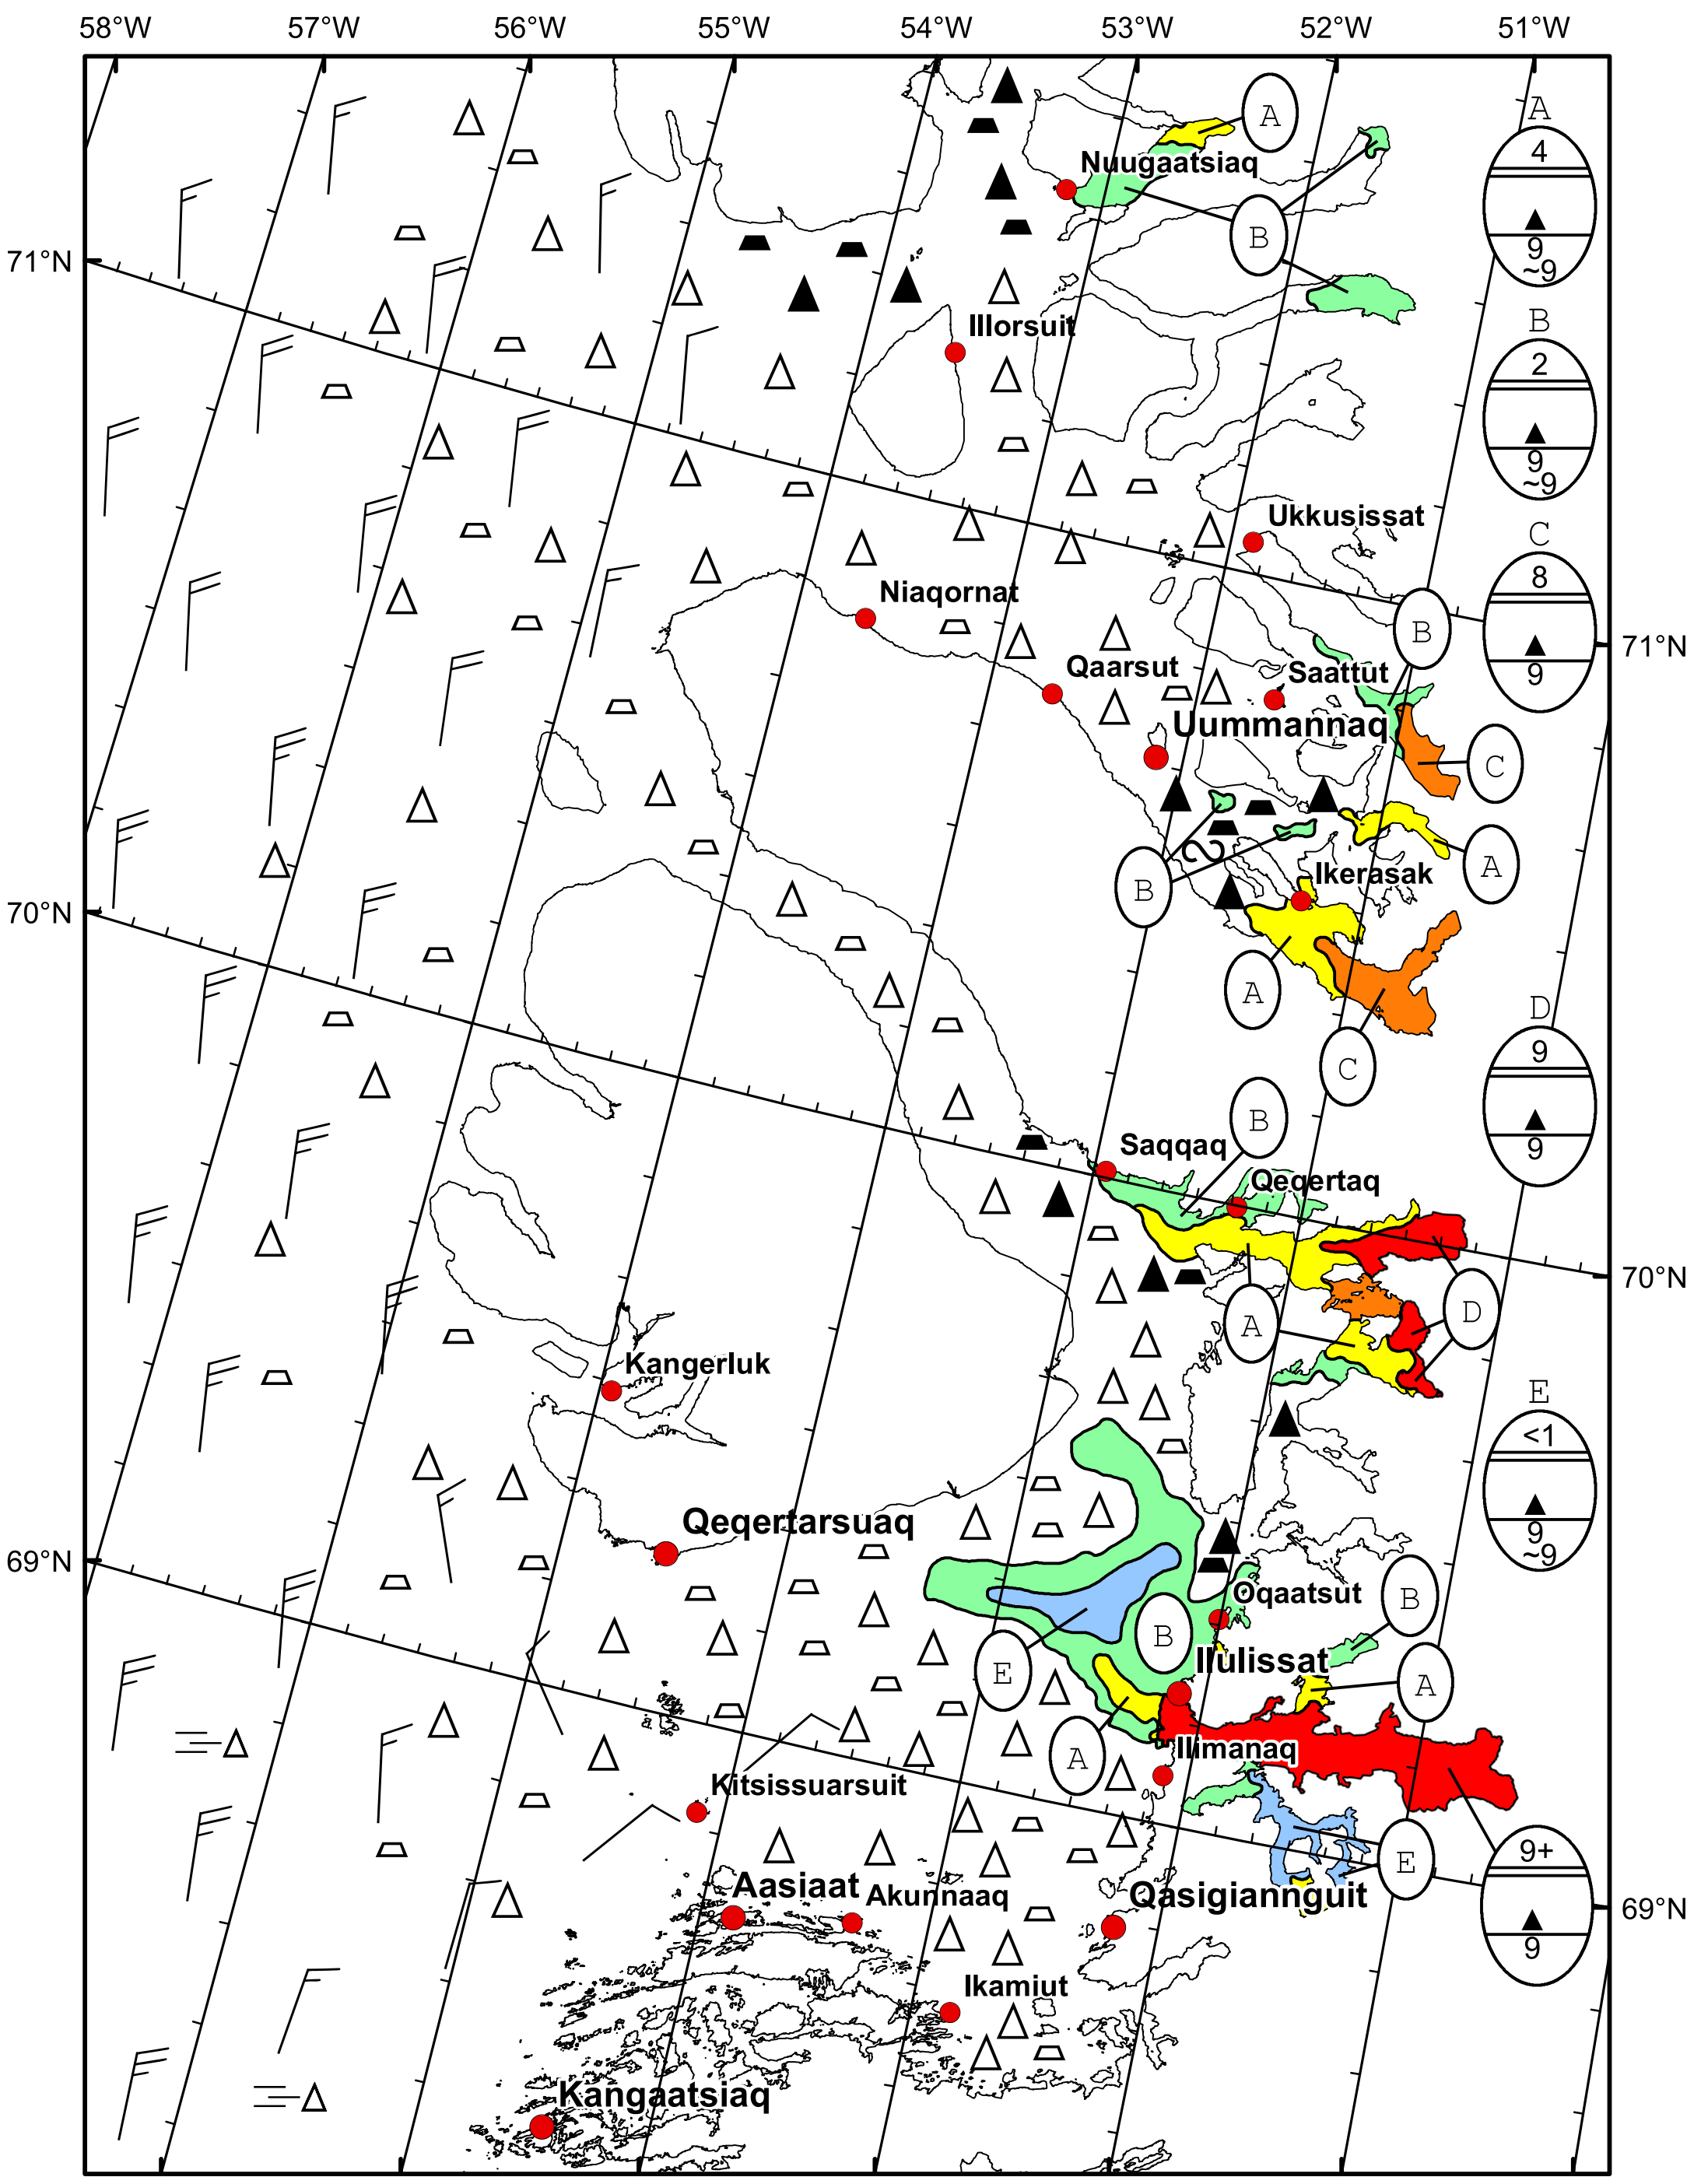 58°W 57°W 56°W 55°W 54°W 53°W 52°W 51°W
A
A
4
9
~9
Nuugaatsiaq
B
71°N
B
2
9
~9
Illorsuit
Ukkusissat
C
8
9
Niaqornat
B
71°N
Qaarsut
Saattut
Uummannaq
C
2
A
B
Ikerasak
70°N
A
C
D
9
9
B
Saqqaq
Qeqertaq
70°N
D
A
Kangerluk
E
<1
9
~9
Qeqertarsuaq
69°N
B
Oqaatsut
B
E
Ilulissat
A
A
Ilimanaq
Kitsissuarsuit
9+
9
E
Aasiaat
Akunnaaq
Qasigiannguit
69°N
Ikamiut
Kangaatsiaq